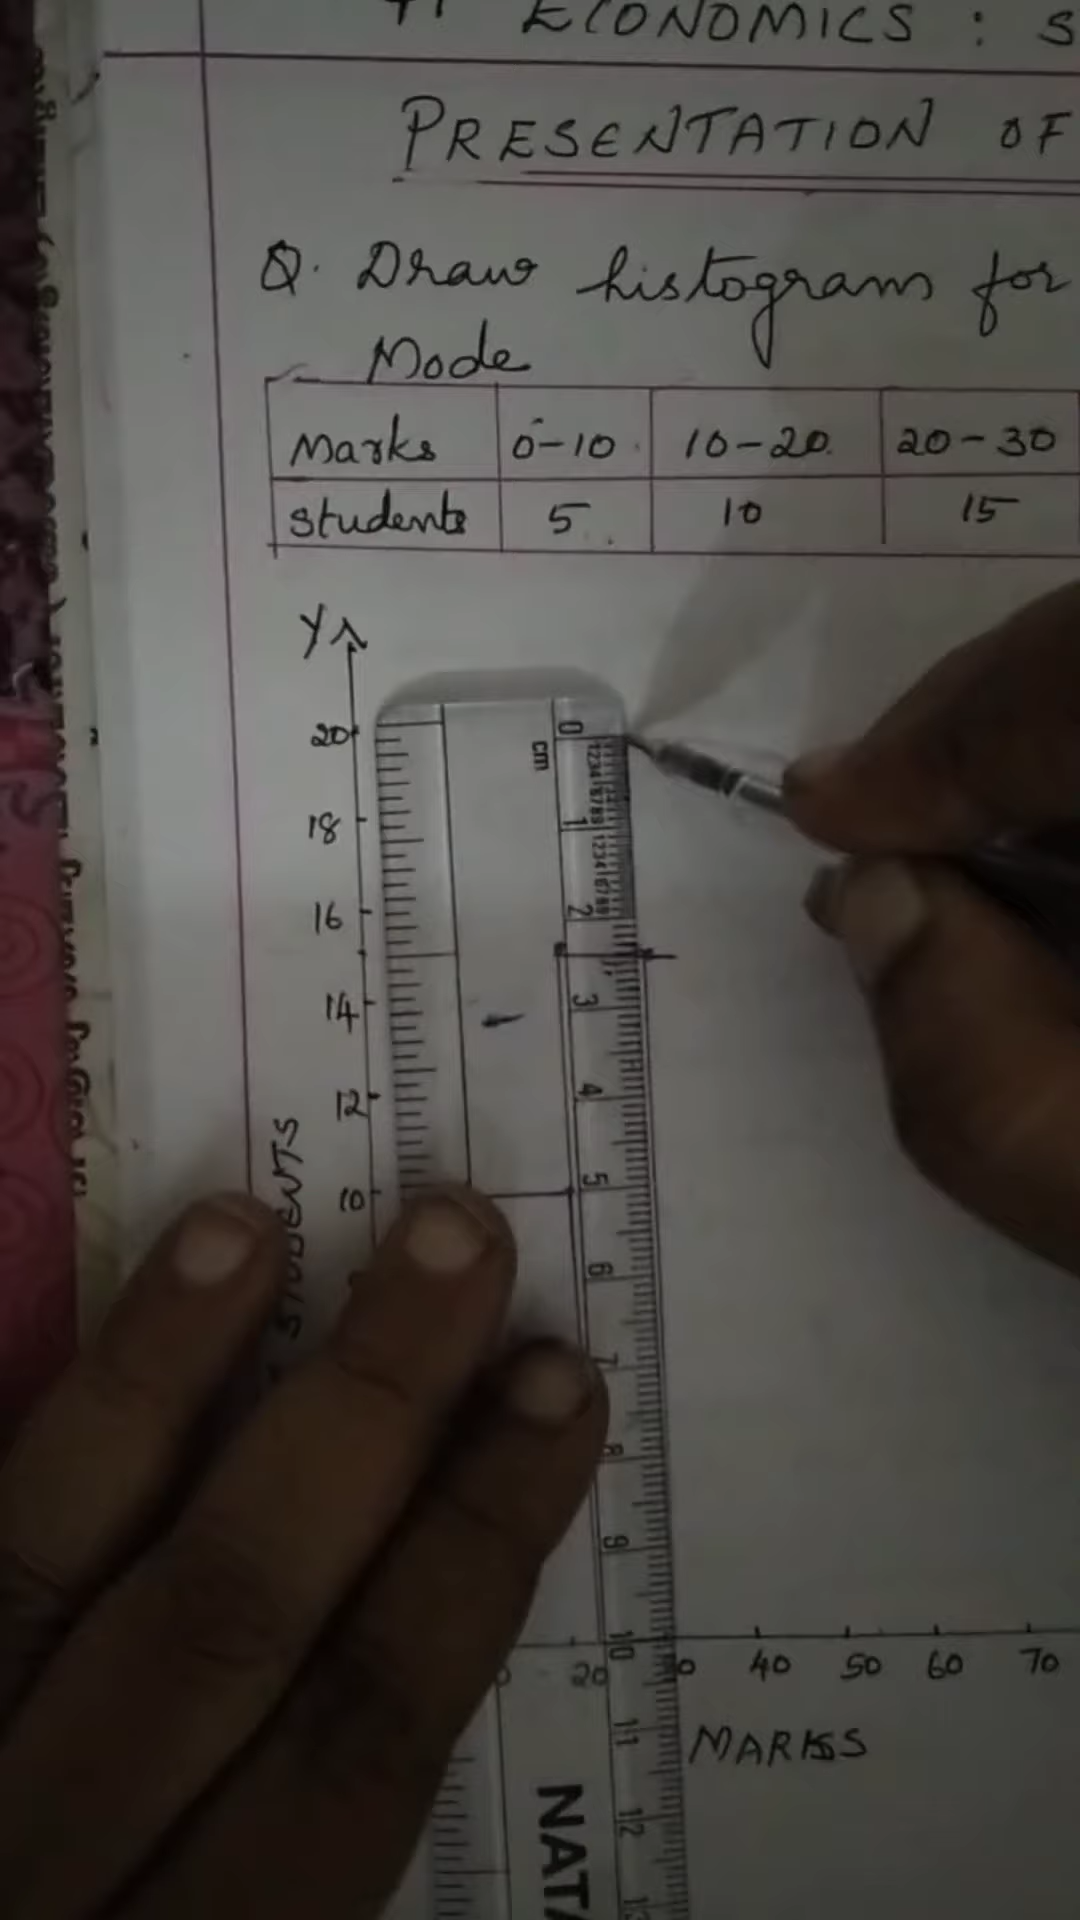 ECONOMICS : S
PRESENTATION OF
Q. Draw histogram for
Mode
Marks 0-10 10-20 20-30
Students 5 10 15
Y
20
18
16
14
12
10
STUDENTS
0
cm
1
2
3
4
5
6
7
8
9
10
11
12
20 30 40 50 60 70
MARKS
NATA